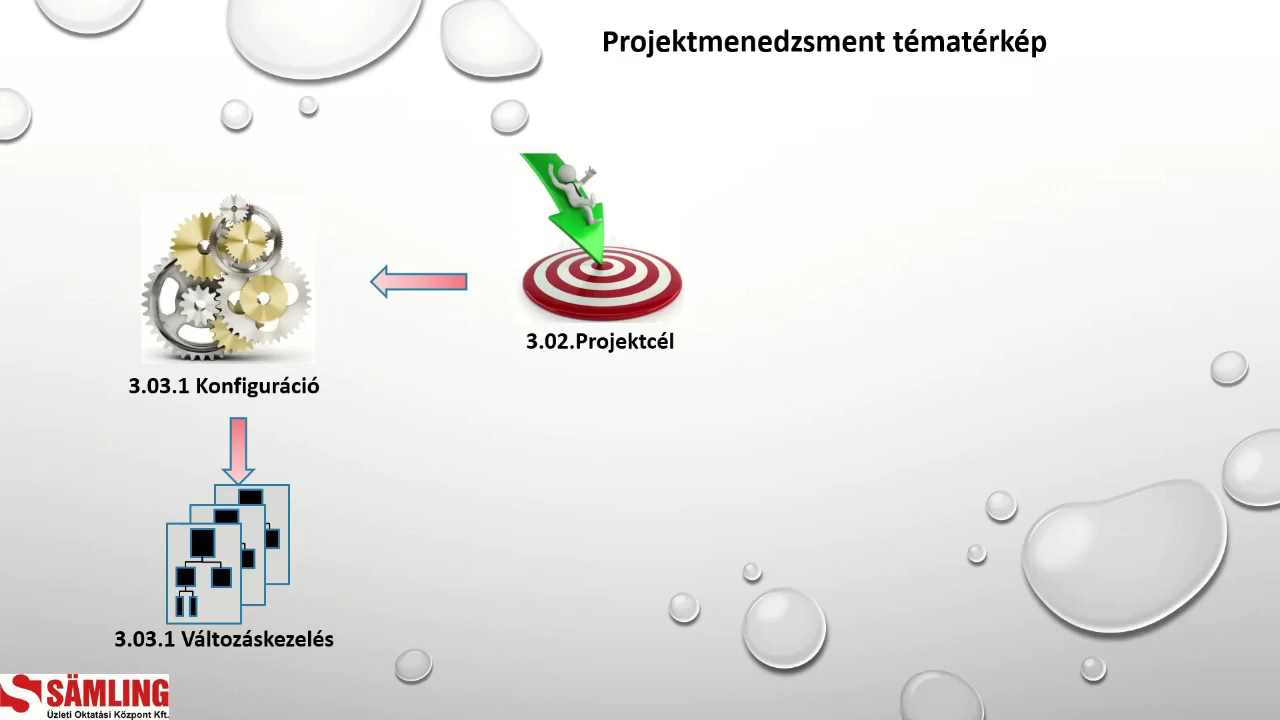 Projektmenedzsment tématérkép
3.02.Projektcél
3.03.1 Konfiguráció
3.03.1 Változáskezelés
SÄMLING
Üzleti Oktatási Központ Kft.